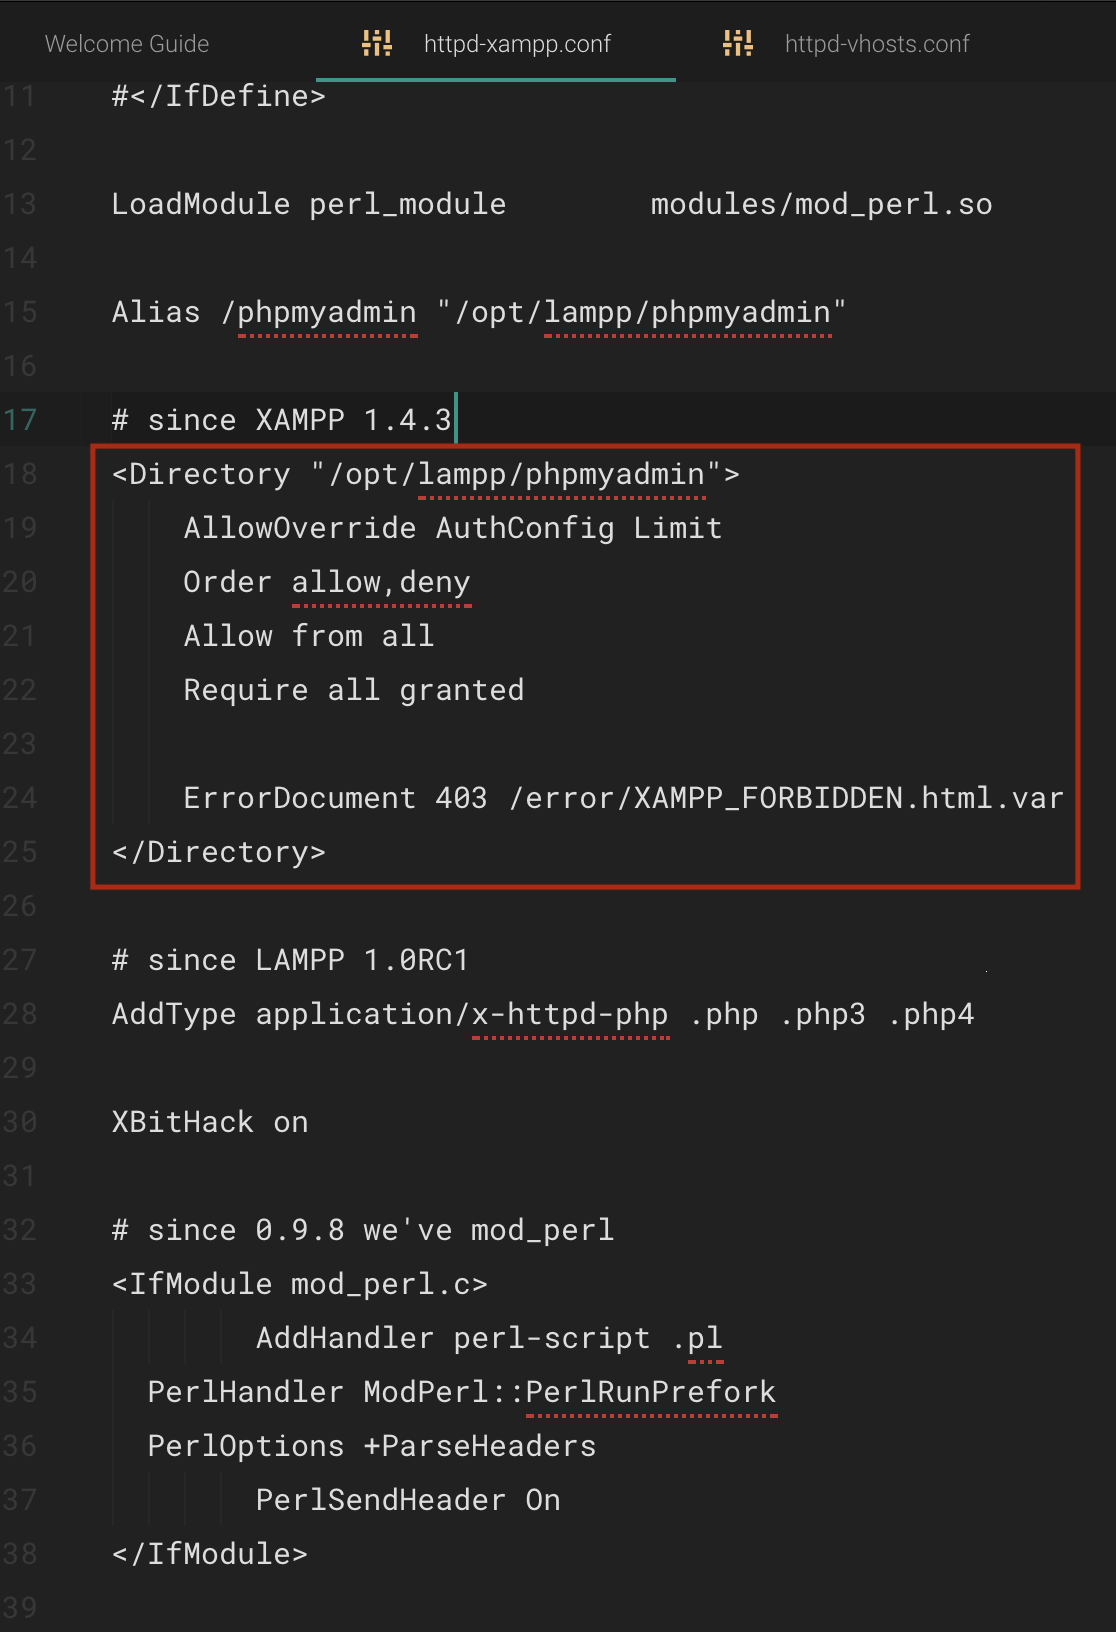 Welcome Guide httpd-xampp.conf httpd-vhosts.conf
11 #</IfDefine>
12
13 LoadModule perl_module        modules/mod_perl.so
14
15 Alias /phpmyadmin "/opt/lampp/phpmyadmin"
16
17 # since XAMPP 1.4.3
18 <Directory "/opt/lampp/phpmyadmin">
19     AllowOverride AuthConfig Limit
20     Order allow,deny
21     Allow from all
22     Require all granted
23
24     ErrorDocument 403 /error/XAMPP_FORBIDDEN.html.var
25 </Directory>
26
27 # since LAMPP 1.0RC1
28 AddType application/x-httpd-php .php .php3 .php4
29
30 XBitHack on
31
32 # since 0.9.8 we've mod_perl
33 <IfModule mod_perl.c>
34         AddHandler perl-script .pl
35   PerlHandler ModPerl::PerlRunPrefork
36   PerlOptions +ParseHeaders
37         PerlSendHeader On
38 </IfModule>
39